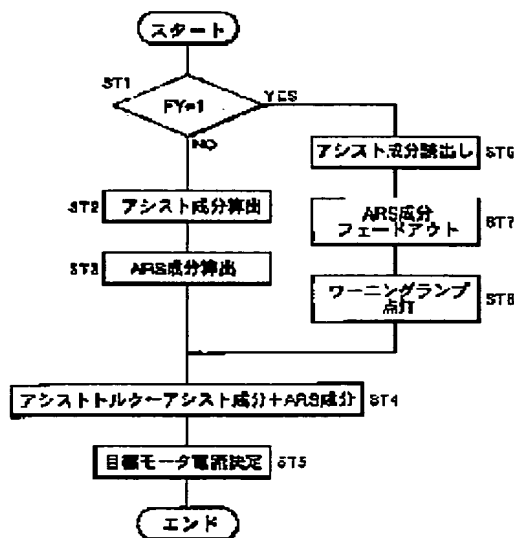 スタート
ST1
FY=1
YES
NO
ST2
アシスト成分算出
ST3
ARS成分算出
アシスト成分読出し
ST6
ARS成分
フェードアウト
ST7
ワーニングランプ
点灯
ST8
アシストトルク=アシスト成分+ARS成分
ST4
目標モータ電流決定
ST5
エンド